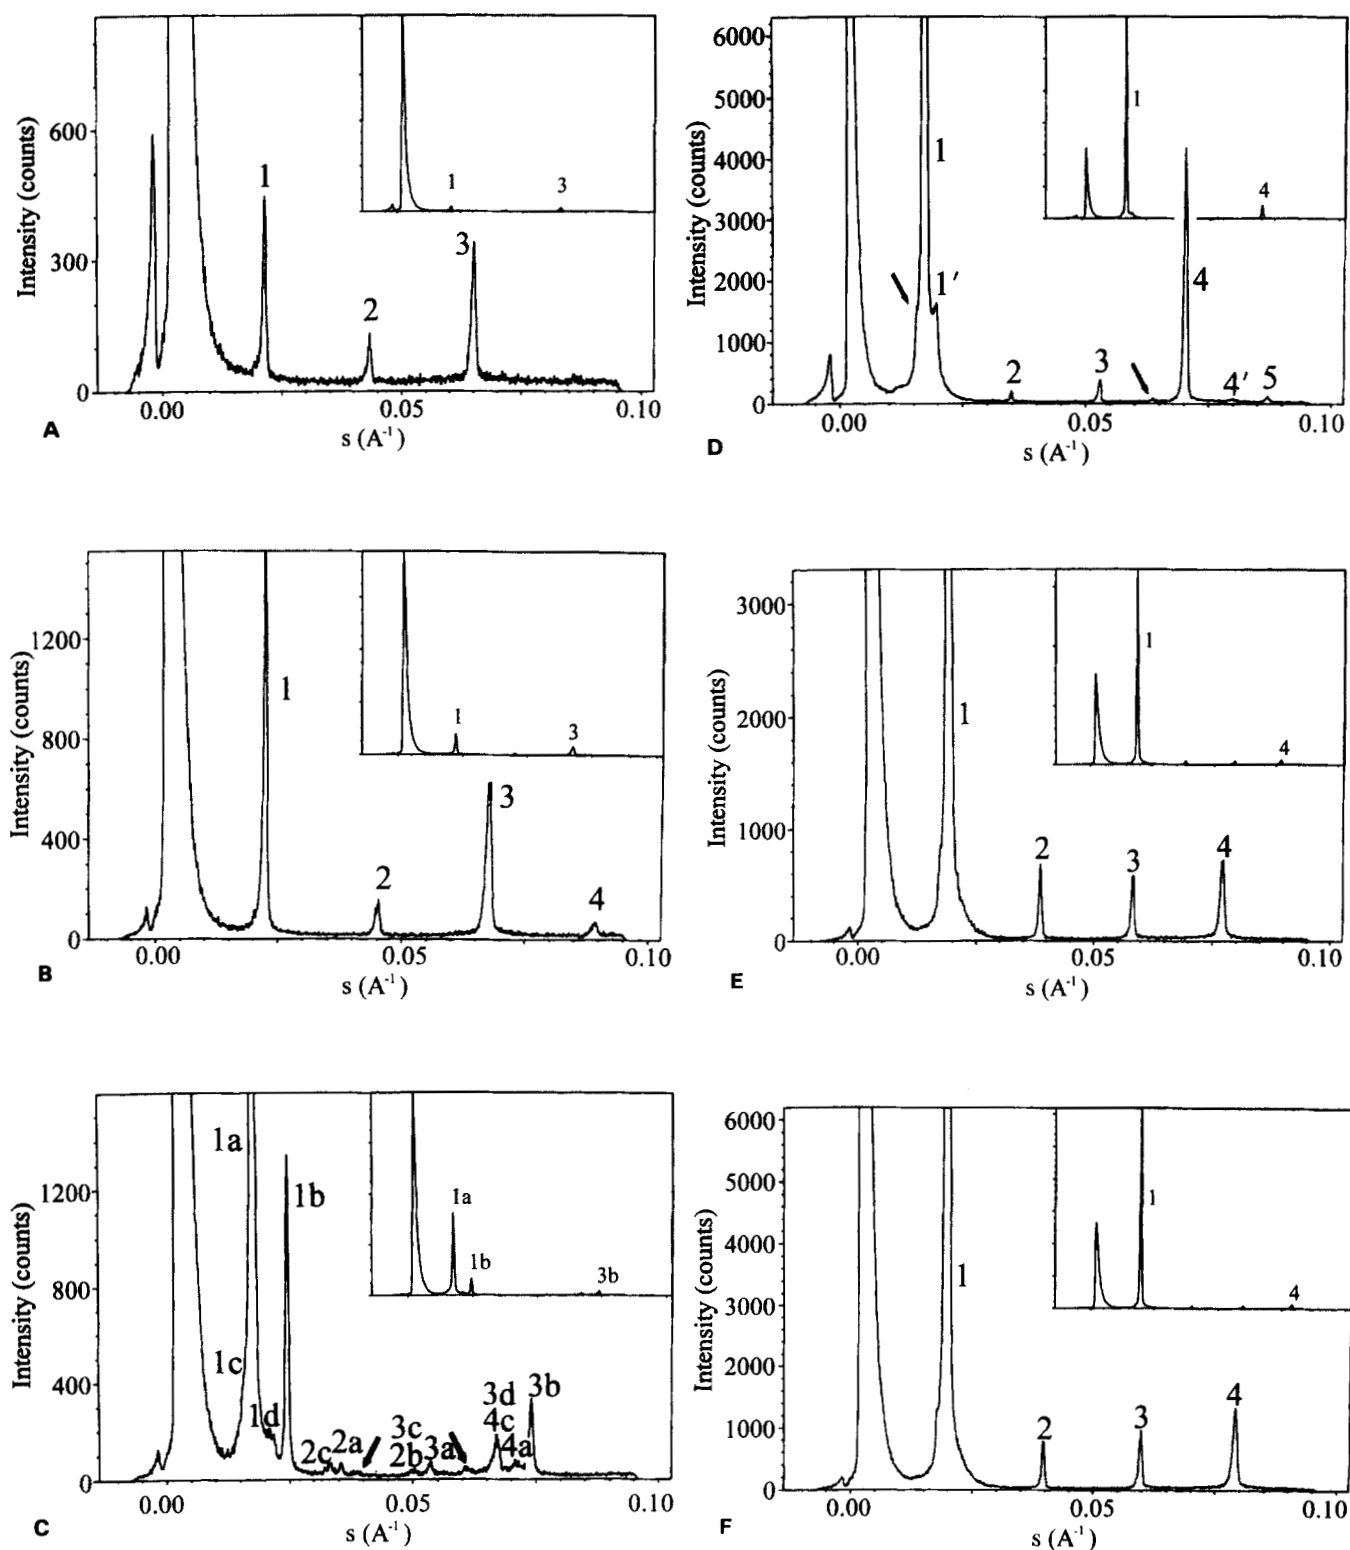 Intensity (counts)
600
300
0
1
2
3
1
3
0.00
0.05
0.10
s (A⁻¹)
A
Intensity (counts)
6000
5000
4000
3000
2000
1000
0
1
1′
2
3
4
4′
5
1
4
0.00
0.05
0.10
s (A⁻¹)
D
Intensity (counts)
1200
800
400
0
1
2
3
4
1
3
0.00
0.05
0.10
s (A⁻¹)
B
Intensity (counts)
3000
2000
1000
0
1
2
3
4
1
4
0.00
0.05
0.10
s (A⁻¹)
E
Intensity (counts)
1200
800
400
0
1a
1b
1c
1d
2c
2a
3c
2b
3a
3d
4c
4a
3b
1a
1b
3b
0.00
0.05
0.10
s (A⁻¹)
C
Intensity (counts)
6000
5000
4000
3000
2000
1000
0
1
2
3
4
1
4
0.00
0.05
0.10
s (A⁻¹)
F